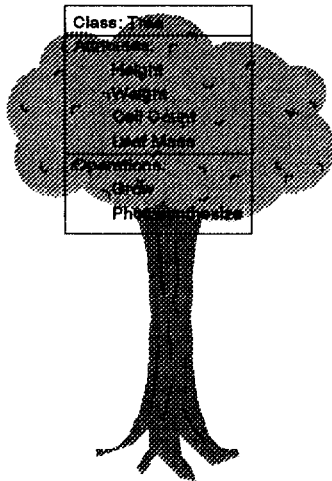 Class: Tree
Attributes:
Height
Weight
Cell Count
Leaf Mass
Operations:
Grow
Photosynthesize